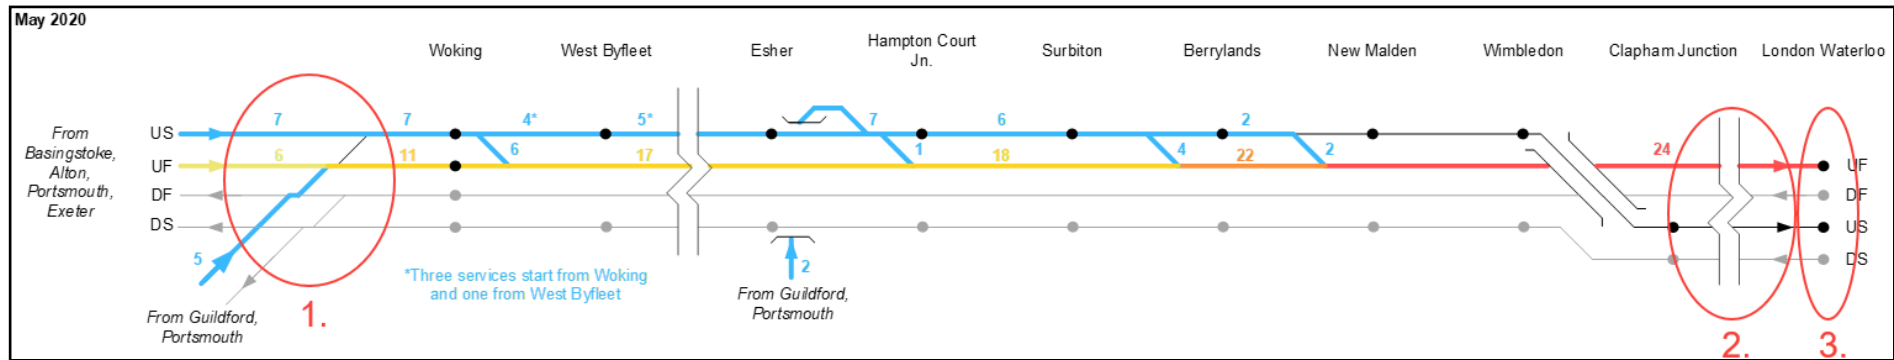 May 2020
Woking
West Byfleet
Esher
Hampton Court
Jn.
Surbiton
Berrylands
New Malden
Wimbledon
Clapham Junction
London Waterloo
From
Basingstoke,
Alton,
Portsmouth,
Exeter
US
UF
DF
DS
7
7
4*
5*
7
6
2
6
11
6
17
1
18
4
22
2
24
UF
DF
US
DS
5
*Three services start from Woking
and one from West Byfleet
2
From Guildford,
Portsmouth
From Guildford,
Portsmouth
1.
2.
3.